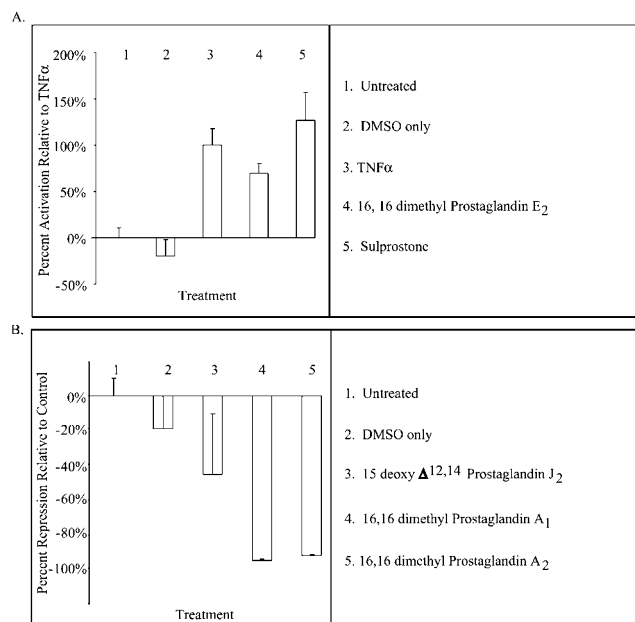 A.
Percent Activation Relative to TNFα
200%
150%
100%
50%
0%
-50%
1 2 3 4 5
Treatment
1. Untreated
2. DMSO only
3. TNFα
4. 16, 16 dimethyl Prostaglandin E2
5. Sulprostone
B.
Percent Repression Relative to Control
0%
-20%
-40%
-60%
-80%
-100%
1 2 3 4 5
Treatment
1. Untreated
2. DMSO only
3. 15 deoxy Δ12,14 Prostaglandin J2
4. 16,16 dimethyl Prostaglandin A1
5. 16,16 dimethyl Prostaglandin A2